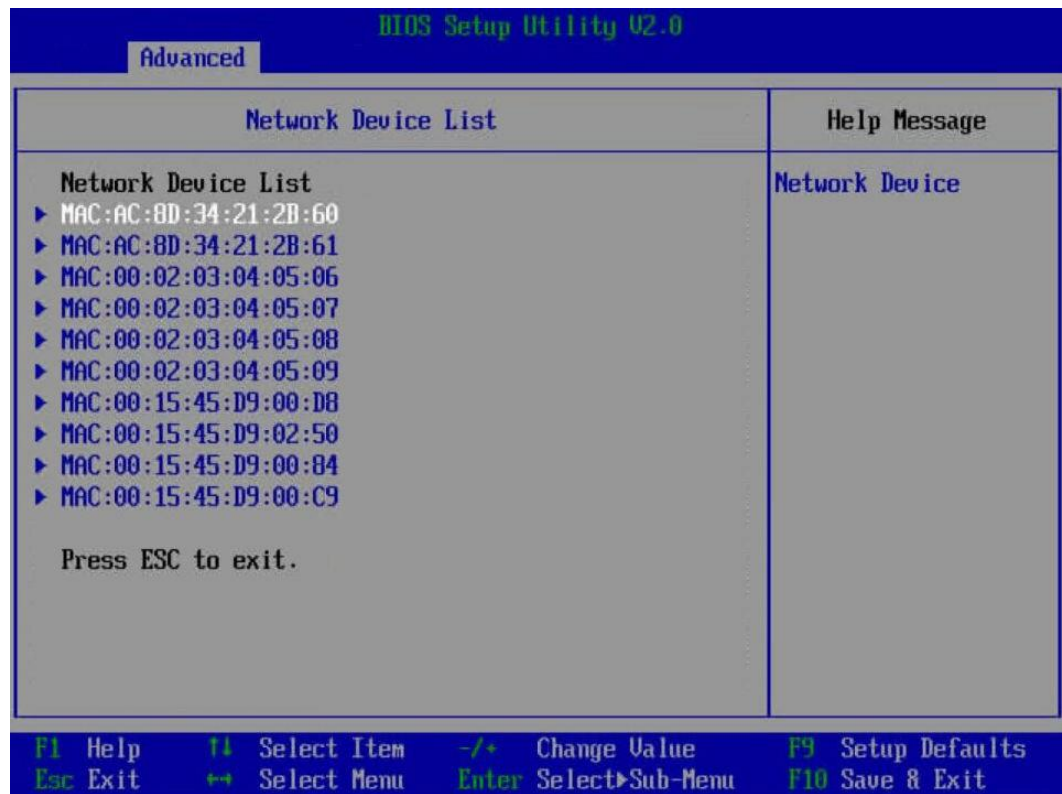 BIOS Setup Utility V2.0
Advanced
Network Device List
Help Message
Network Device List
▶ MAC:AC:8D:34:21:2B:60
▶ MAC:AC:8D:34:21:2B:61
▶ MAC:00:02:03:04:05:06
▶ MAC:00:02:03:04:05:07
▶ MAC:00:02:03:04:05:08
▶ MAC:00:02:03:04:05:09
▶ MAC:00:15:45:D9:00:D8
▶ MAC:00:15:45:D9:02:50
▶ MAC:00:15:45:D9:00:84
▶ MAC:00:15:45:D9:00:C9
Press ESC to exit.
Network Device
F1 Help ↑↓ Select Item -/+ Change Value F9 Setup Defaults
Esc Exit ←→ Select Menu Enter Select▶Sub-Menu F10 Save & Exit